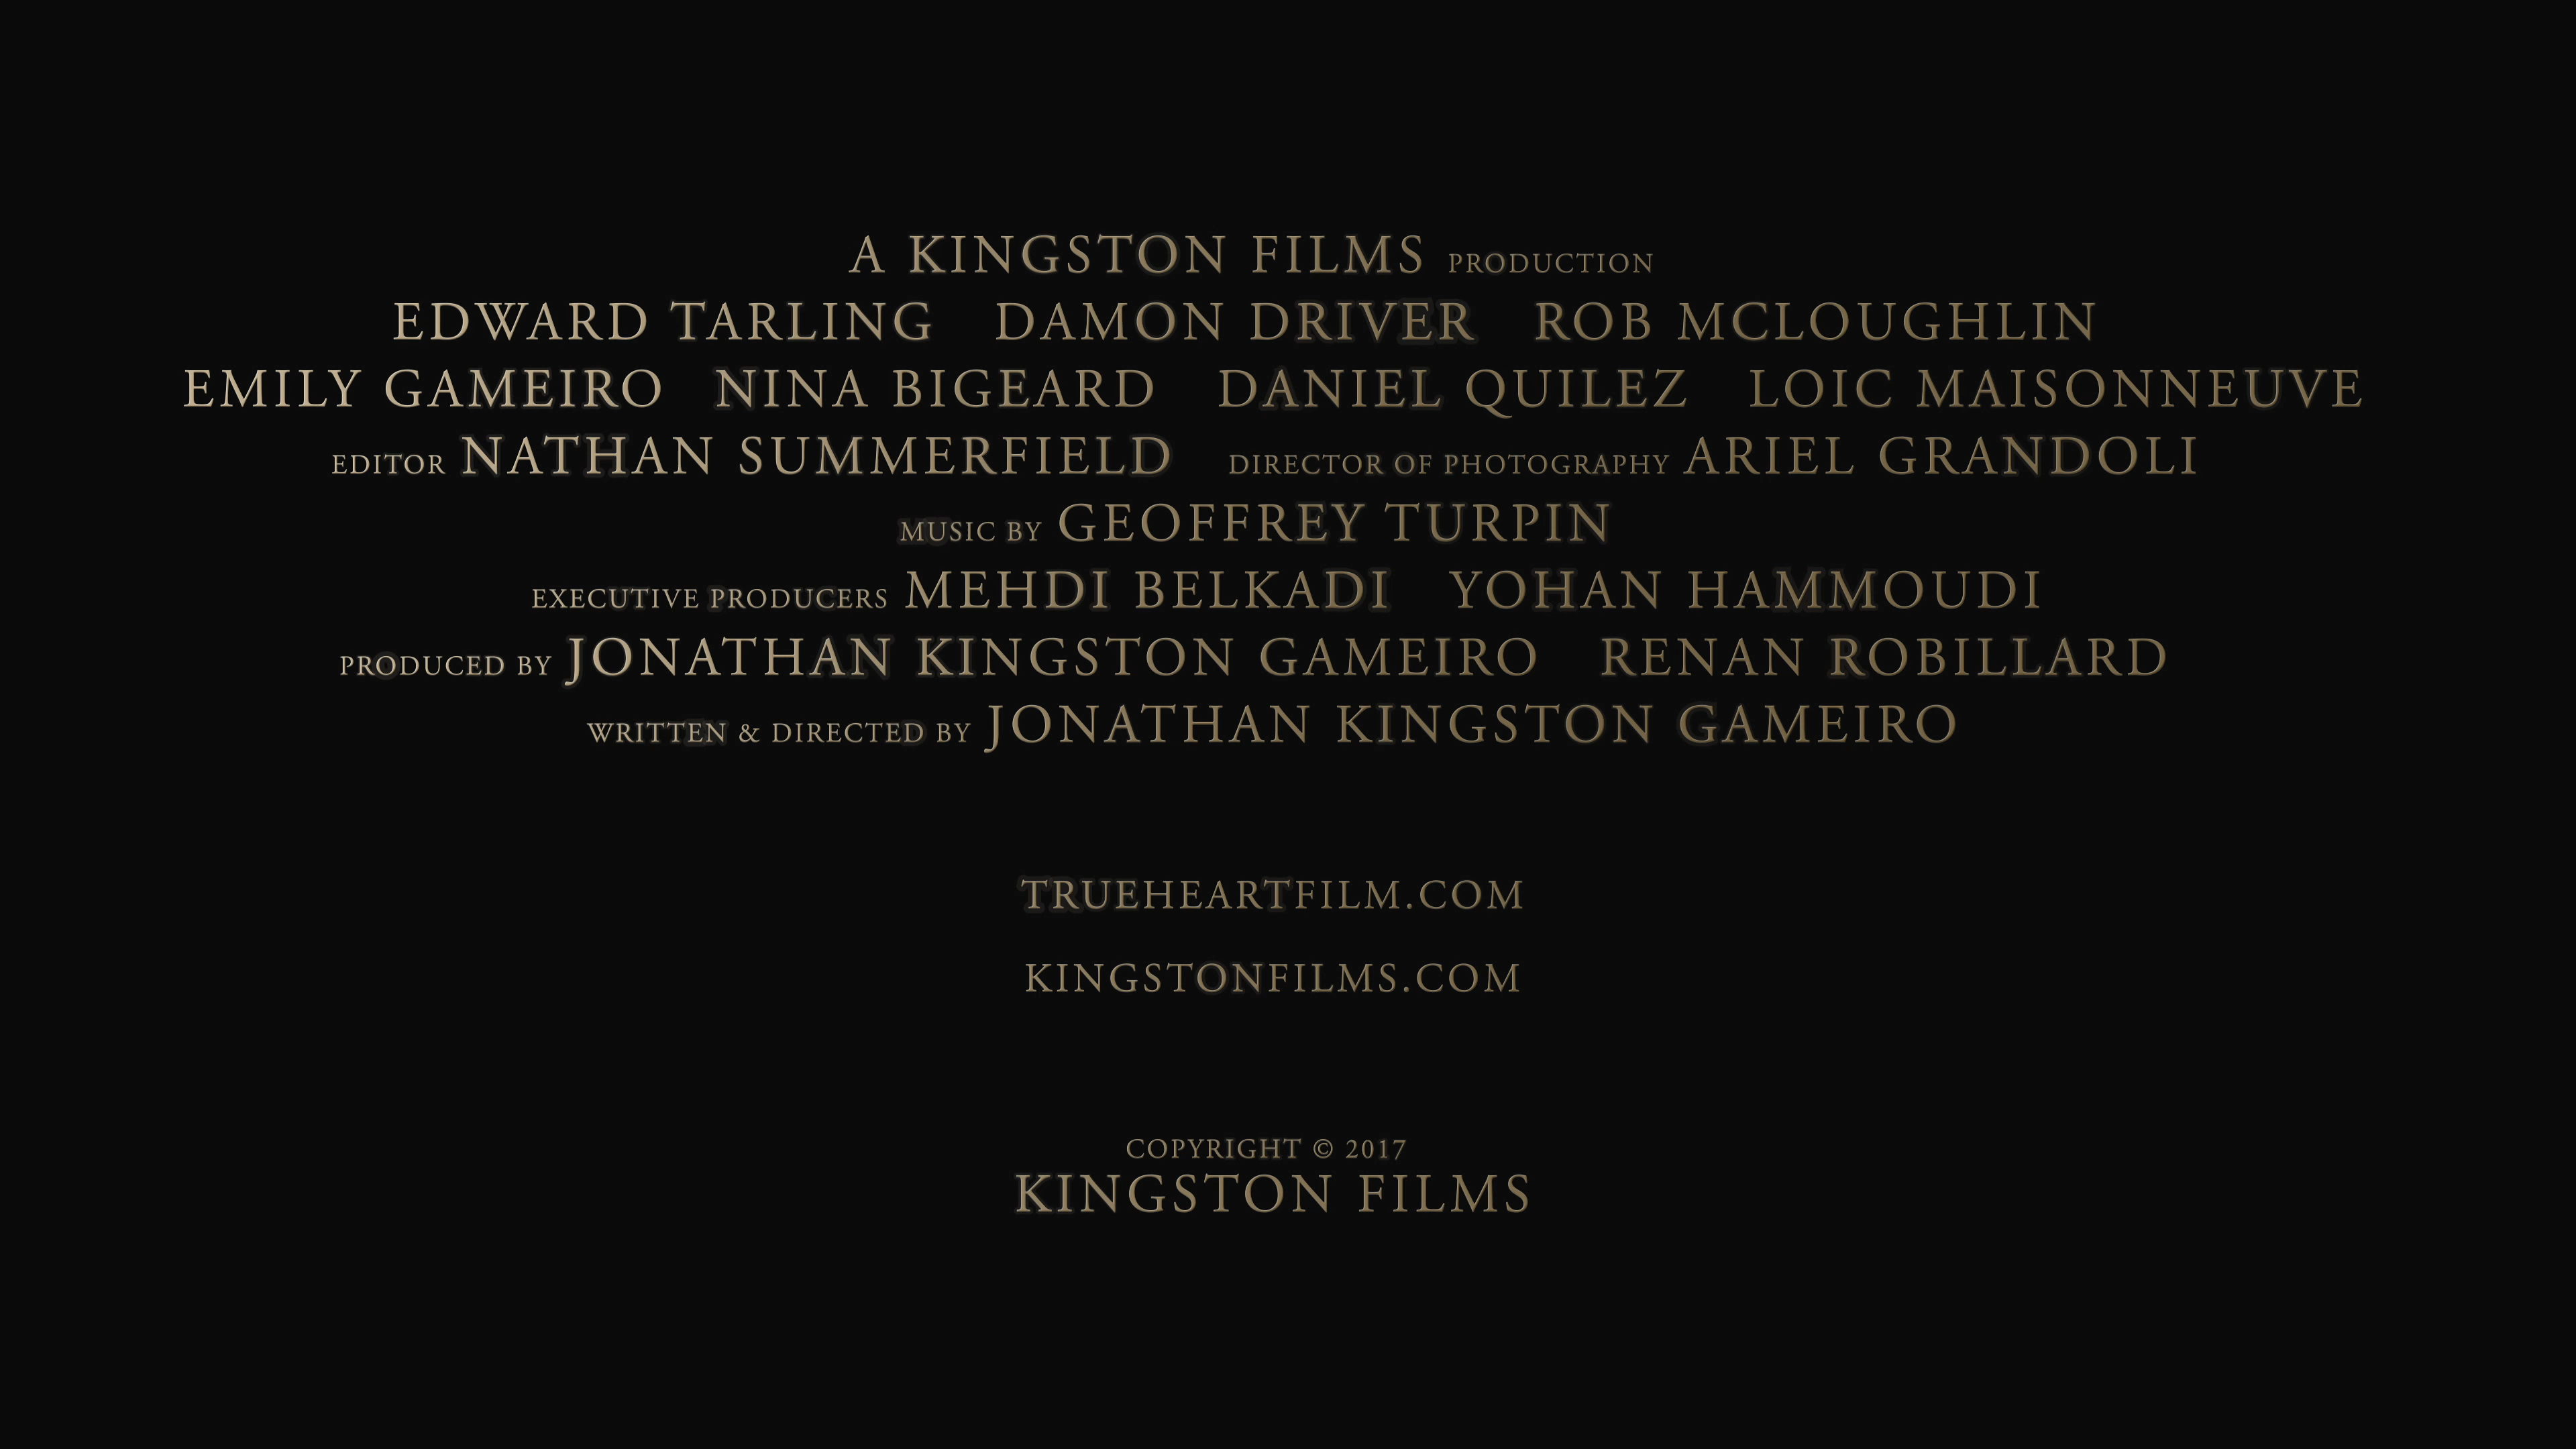 A KINGSTON FILMS PRODUCTION
EDWARD TARLING DAMON DRIVER ROB MCLOUGHLIN
EMILY GAMEIRO NINA BIGEARD DANIEL QUILEZ LOIC MAISONNEUVE
EDITOR NATHAN SUMMERFIELD DIRECTOR OF PHOTOGRAPHY ARIEL GRANDOLI
MUSIC BY GEOFFREY TURPIN
EXECUTIVE PRODUCERS MEHDI BELKADI YOHAN HAMMOUDI
PRODUCED BY JONATHAN KINGSTON GAMEIRO RENAN ROBILLARD
WRITTEN & DIRECTED BY JONATHAN KINGSTON GAMEIRO
TRUEHEARTFILM.COM
KINGSTONFILMS.COM
COPYRIGHT © 2017
KINGSTON FILMS